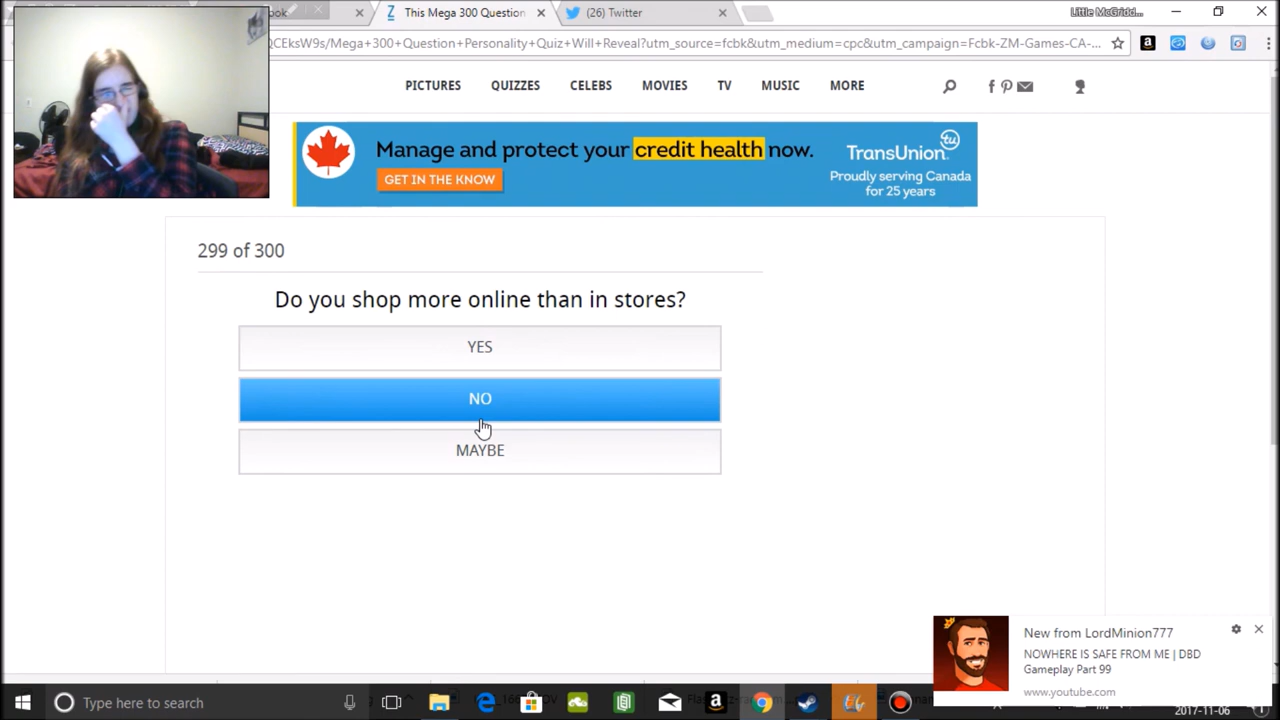 ook
This Mega 300 Question
(26) Twitter
Little McGridd...
QCEksW9s/Mega+300+Question+Personality+Quiz+Will+Reveal?utm_source=fcbk&utm_medium=cpc&utm_campaign=Fcbk-ZM-Games-CA-...
PICTURES QUIZZES CELEBS MOVIES TV MUSIC MORE
Manage and protect your credit health now.
GET IN THE KNOW
tu
TransUnion
Proudly serving Canada
for 25 years
299 of 300
Do you shop more online than in stores?
YES
NO
MAYBE
New from LordMinion777
NOWHERE IS SAFE FROM ME | DBD
Gameplay Part 99
www.youtube.com
Type here to search
2017-11-06